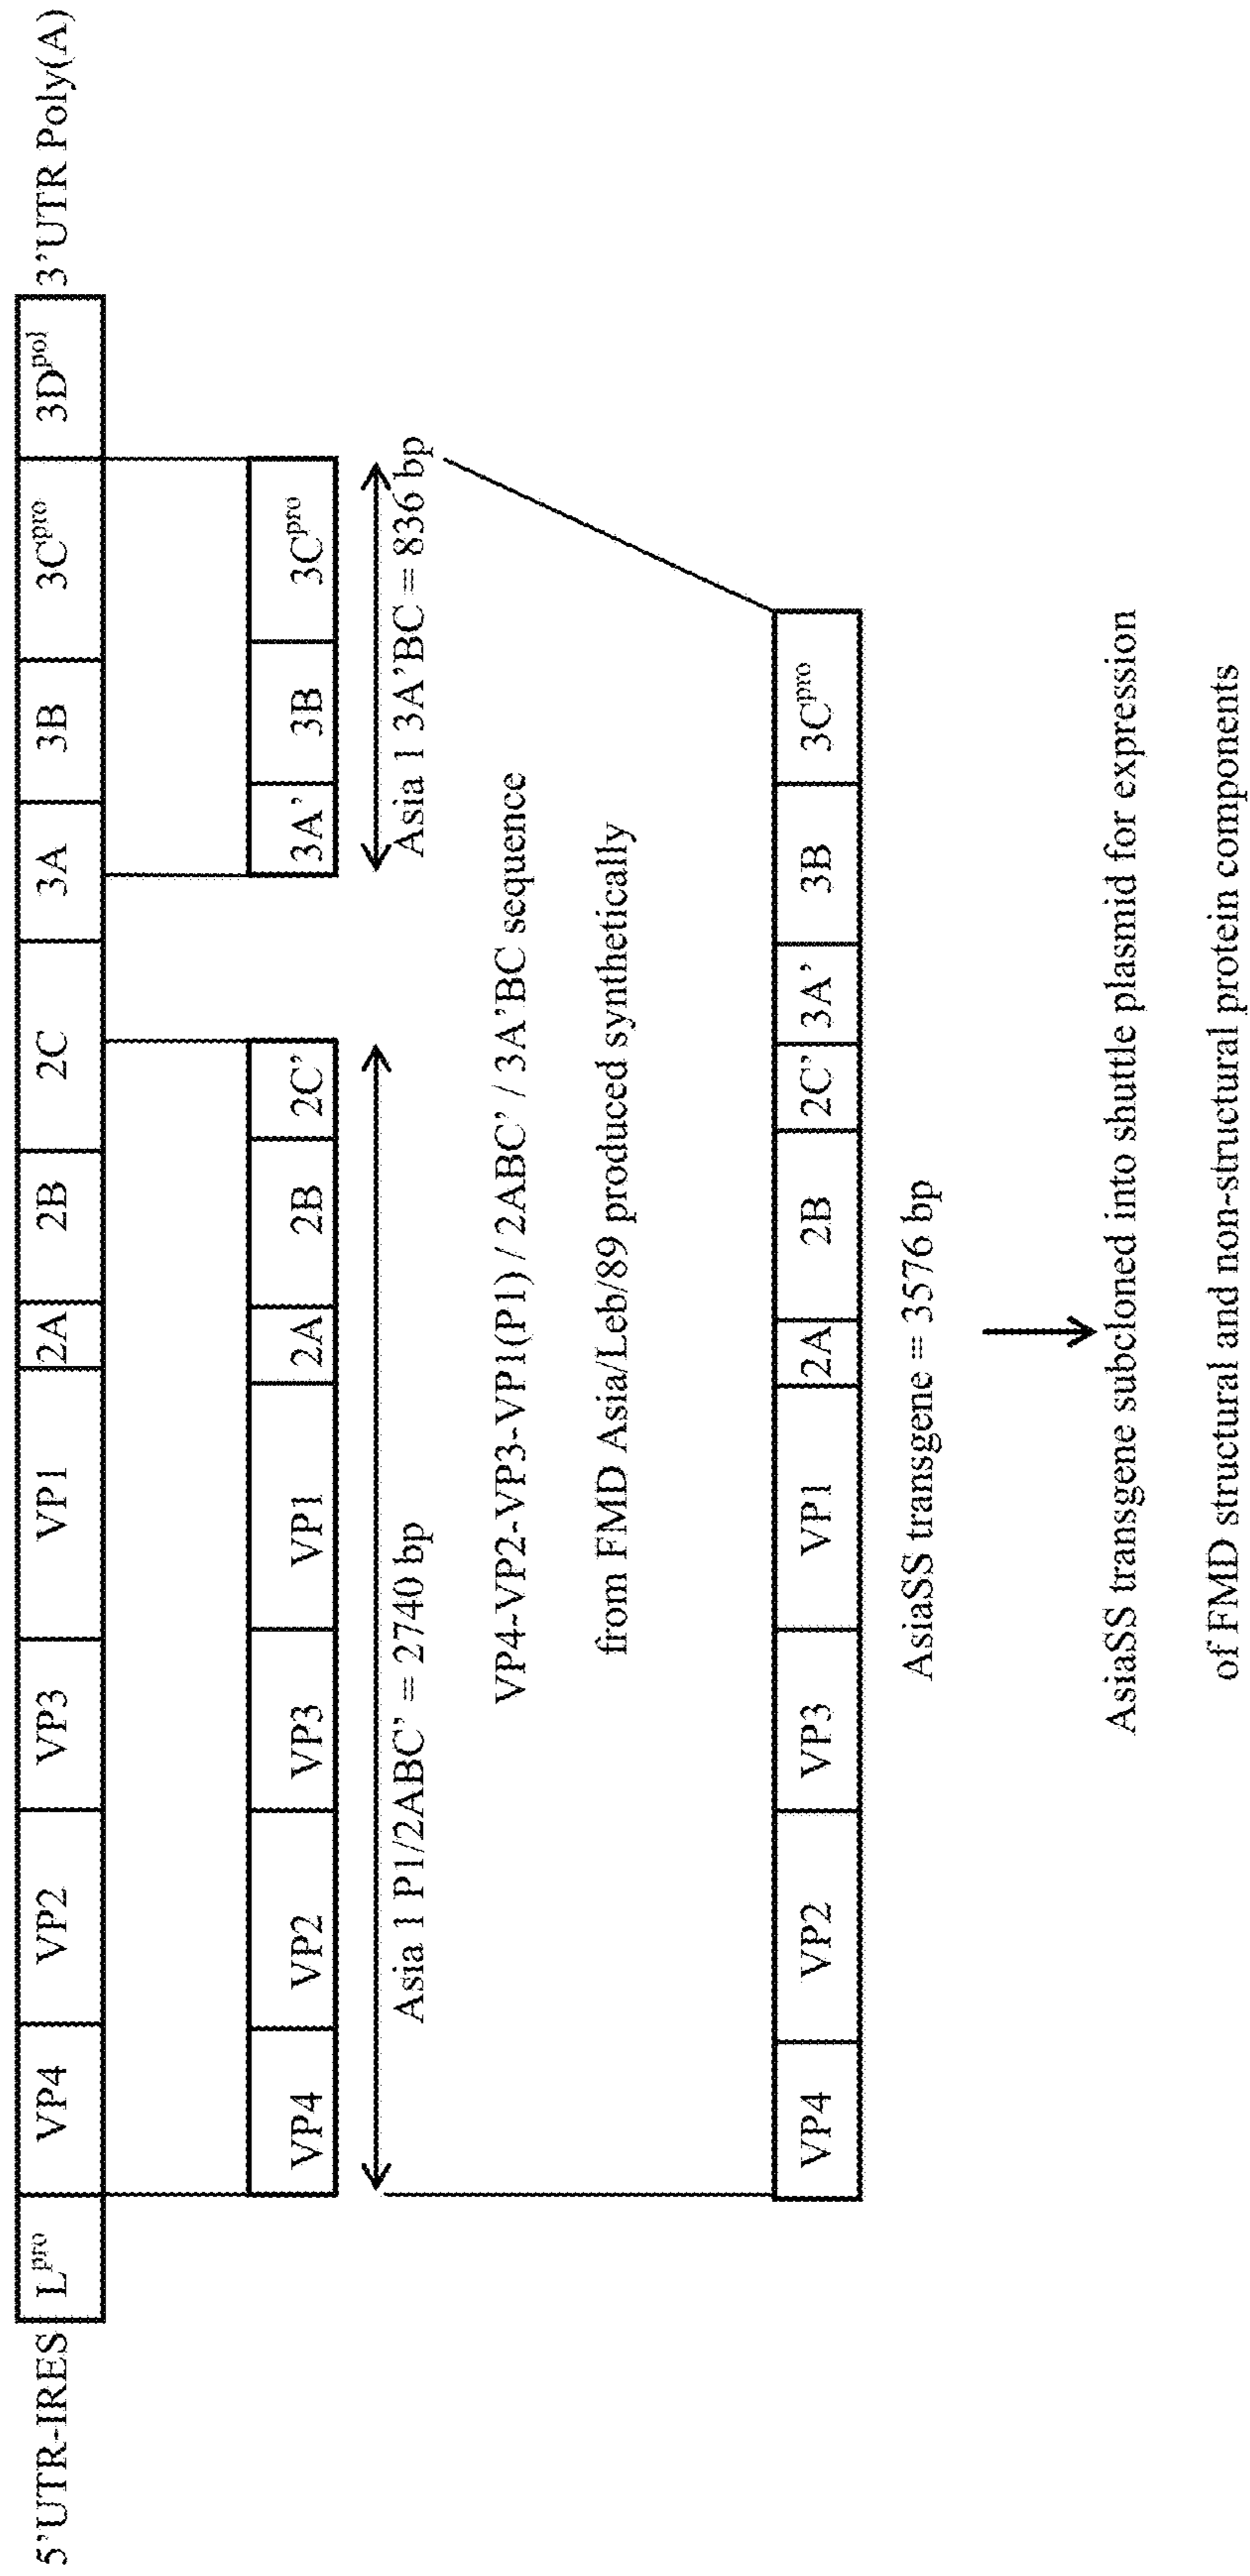 5'UTR-IRES L^pro VP4 VP2 VP3 VP1 2A 2B 2C 3A 3B 3C^pro 3D^pol 3'UTR Poly(A)
VP4 VP2 VP3 VP1 2A 2B 2C' 3A' 3B 3C^pro
Asia 1 P1/2ABC' = 2740 bp
Asia 1 3A'BC = 836 bp
VP4-VP2-VP3-VP1(P1) / 2ABC' / 3A'BC sequence
from FMD Asia/Leb/89 produced synthetically
VP4 VP2 VP3 VP1 2A 2B 2C' 3A' 3B 3C^pro
AsiaSS transgene = 3576 bp
AsiaSS transgene subcloned into shuttle plasmid for expression
of FMD structural and non-structural protein components